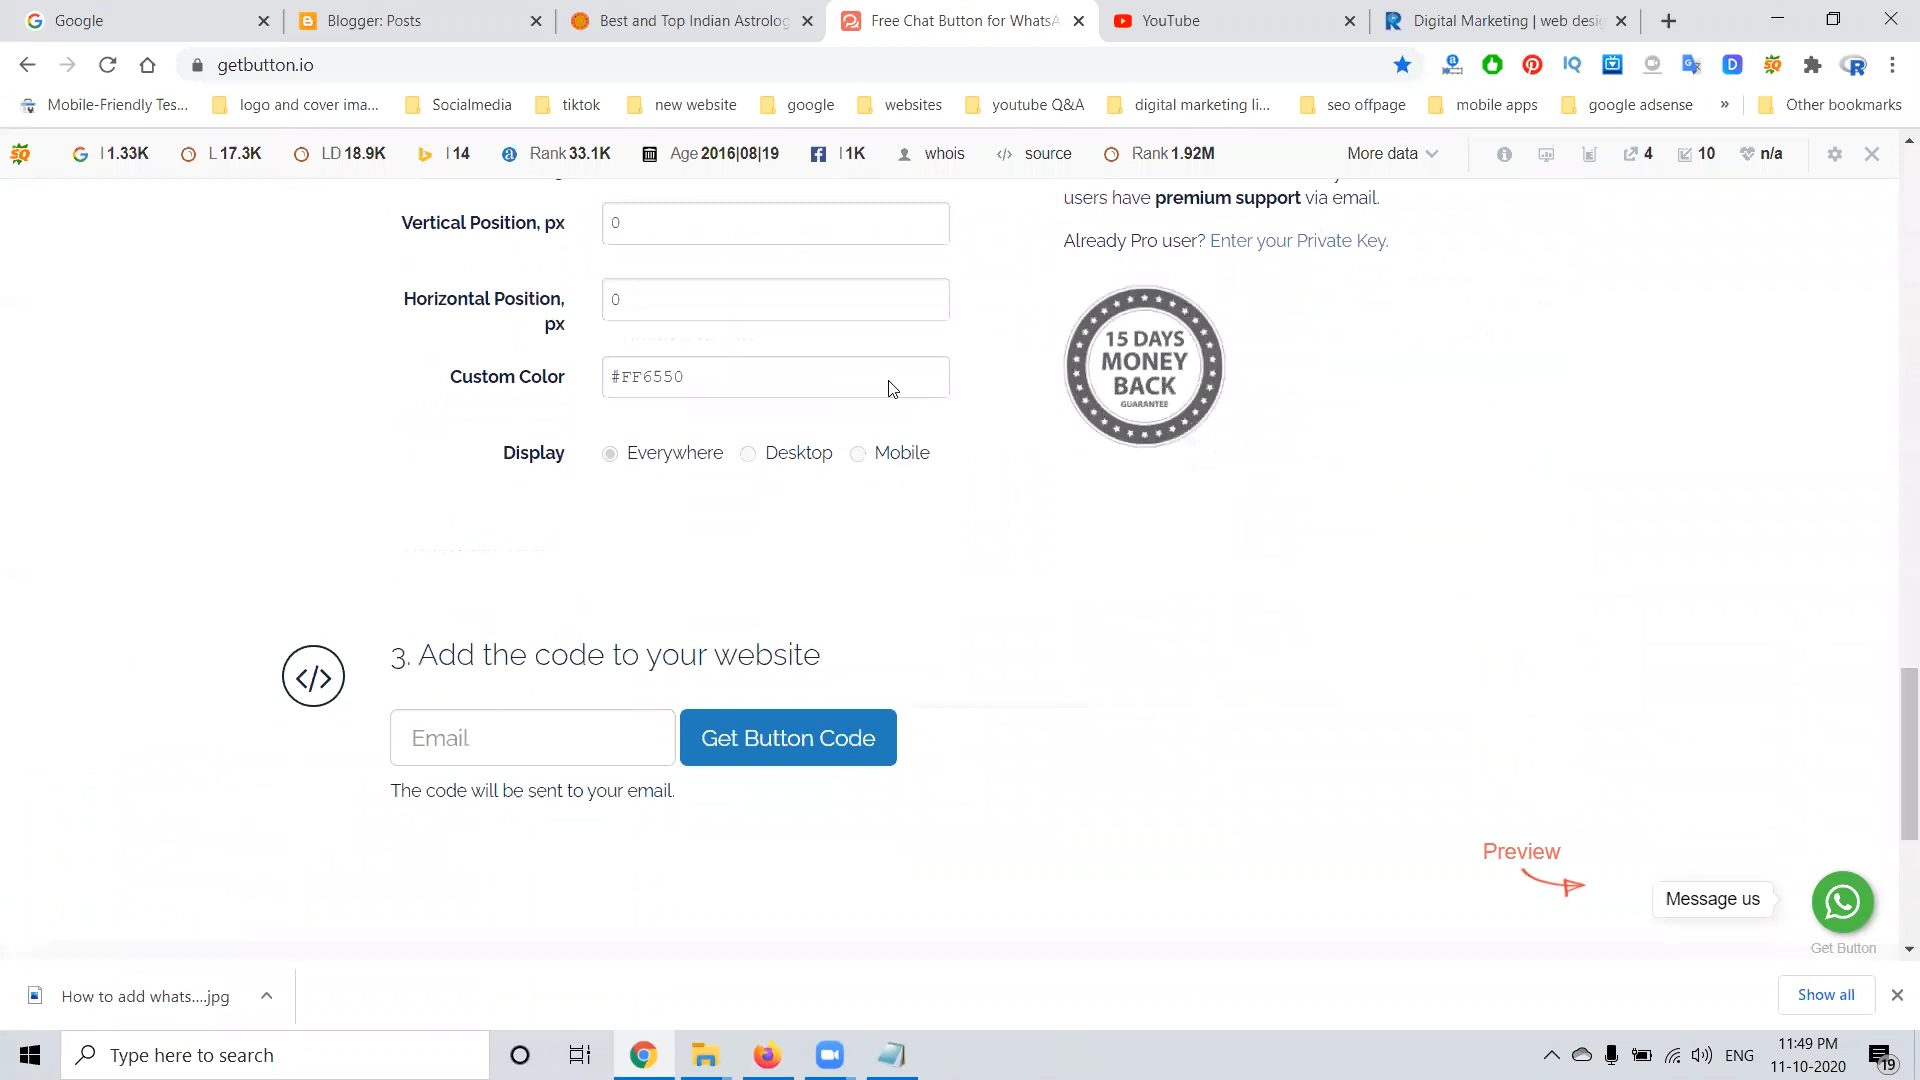 Google
Blogger: Posts
Best and Top Indian Astrolog
Free Chat Button for WhatsA
YouTube
Digital Marketing | web desi
getbutton.io
Mobile-Friendly Tes...
logo and cover ima...
Socialmedia
tiktok
new website
google
websites
youtube Q&A
digital marketing li...
seo offpage
mobile apps
google adsense
»
Other bookmarks
I 1.33K
L 17.3K
LD 18.9K
I 14
Rank 33.1K
Age 2016|08|19
I 1K
whois
source
Rank 1.92M
More data
4
10
n/a
users have premium support via email.
Vertical Position, px
0
Already Pro user? Enter your Private Key.
Horizontal Position, px
0
15 DAYS
MONEY
BACK
GUARANTEE
Custom Color
#FF6550
Display
Everywhere
Desktop
Mobile
</>
3. Add the code to your website
Email
Get Button Code
The code will be sent to your email.
Preview
Message us
Get Button
How to add whats....jpg
Show all
Type here to search
ENG
11:49 PM
11-10-2020
19